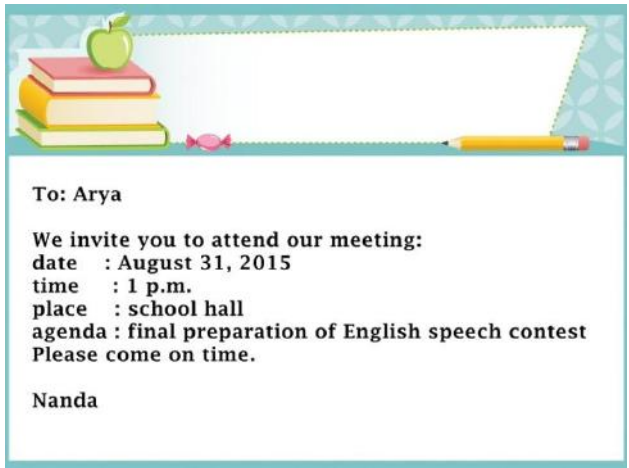 To: Arya
We invite you to attend our meeting:
date : August 31, 2015
time : 1 p.m.
place : school hall
agenda : final preparation of English speech contest
Please come on time.
Nanda